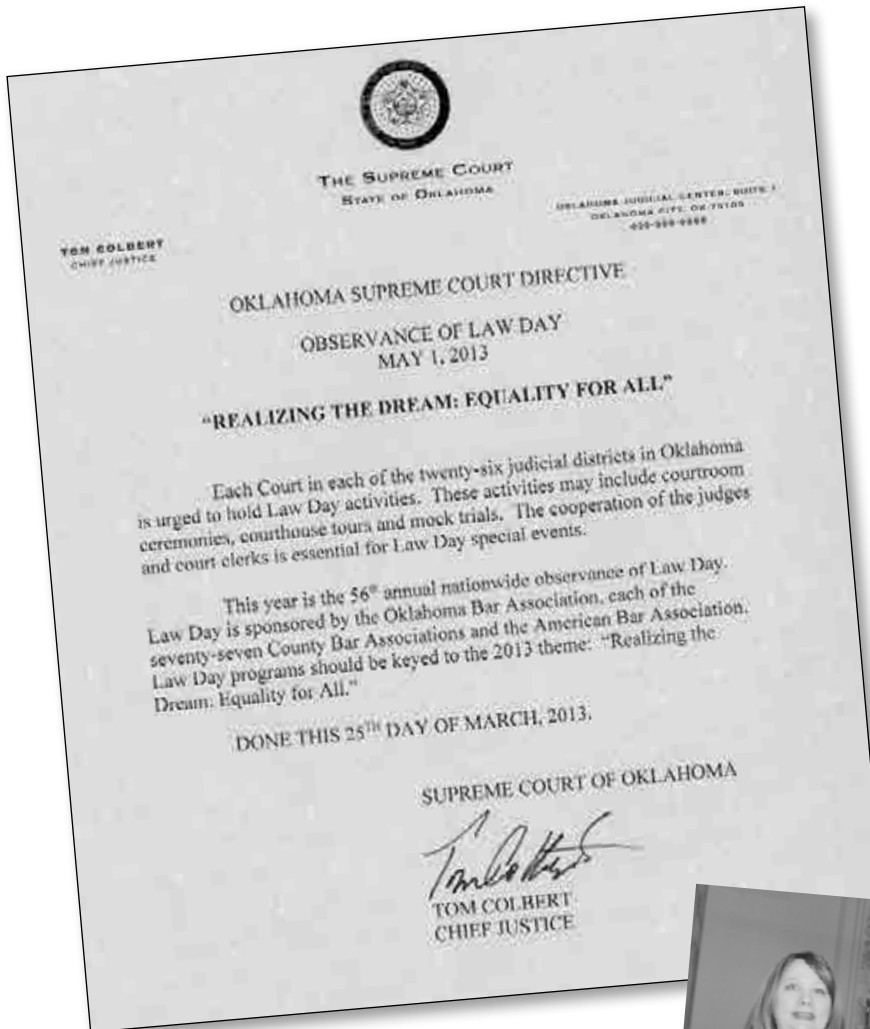 THE SUPREME COURT
STATE OF OKLAHOMA
TOM COLBERT
CHIEF JUSTICE
OKLAHOMA JUDICIAL CENTER, SUITE 1
OKLAHOMA CITY, OK 73105
OKLAHOMA SUPREME COURT DIRECTIVE
OBSERVANCE OF LAW DAY
MAY 1, 2013
“REALIZING THE DREAM: EQUALITY FOR ALL”
Each Court in each of the twenty-six judicial districts in Oklahoma
is urged to hold Law Day activities. These activities may include courtroom
ceremonies, courthouse tours and mock trials. The cooperation of the judges
and court clerks is essential for Law Day special events.
This year is the 56th annual nationwide observance of Law Day.
Law Day is sponsored by the Oklahoma Bar Association, each of the
seventy-seven County Bar Associations and the American Bar Association.
Law Day programs should be keyed to the 2013 theme: “Realizing the
Dream: Equality for All.”
DONE THIS 25TH DAY OF MARCH, 2013.
SUPREME COURT OF OKLAHOMA
Tom Colbert
TOM COLBERT
CHIEF JUSTICE